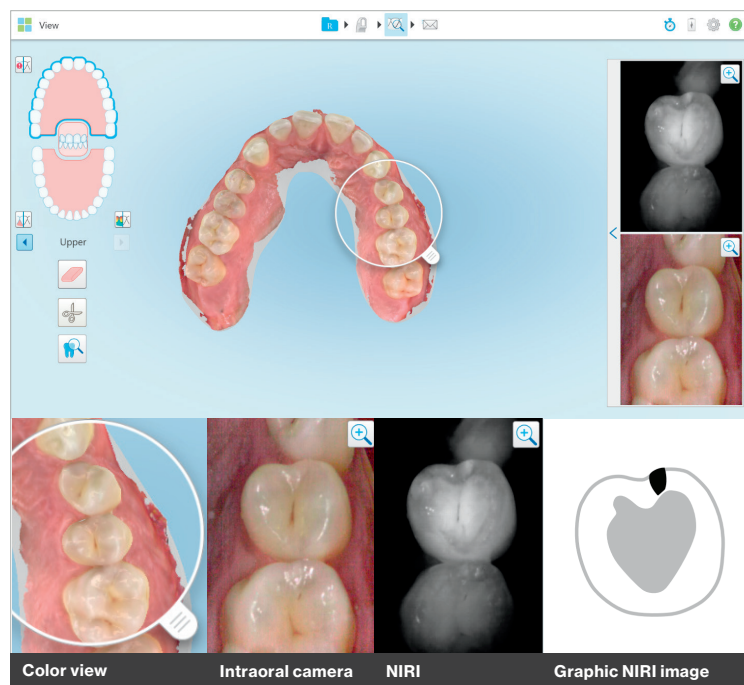 View
R
Upper
Color view
Intraoral camera
NIRI
Graphic NIRI image